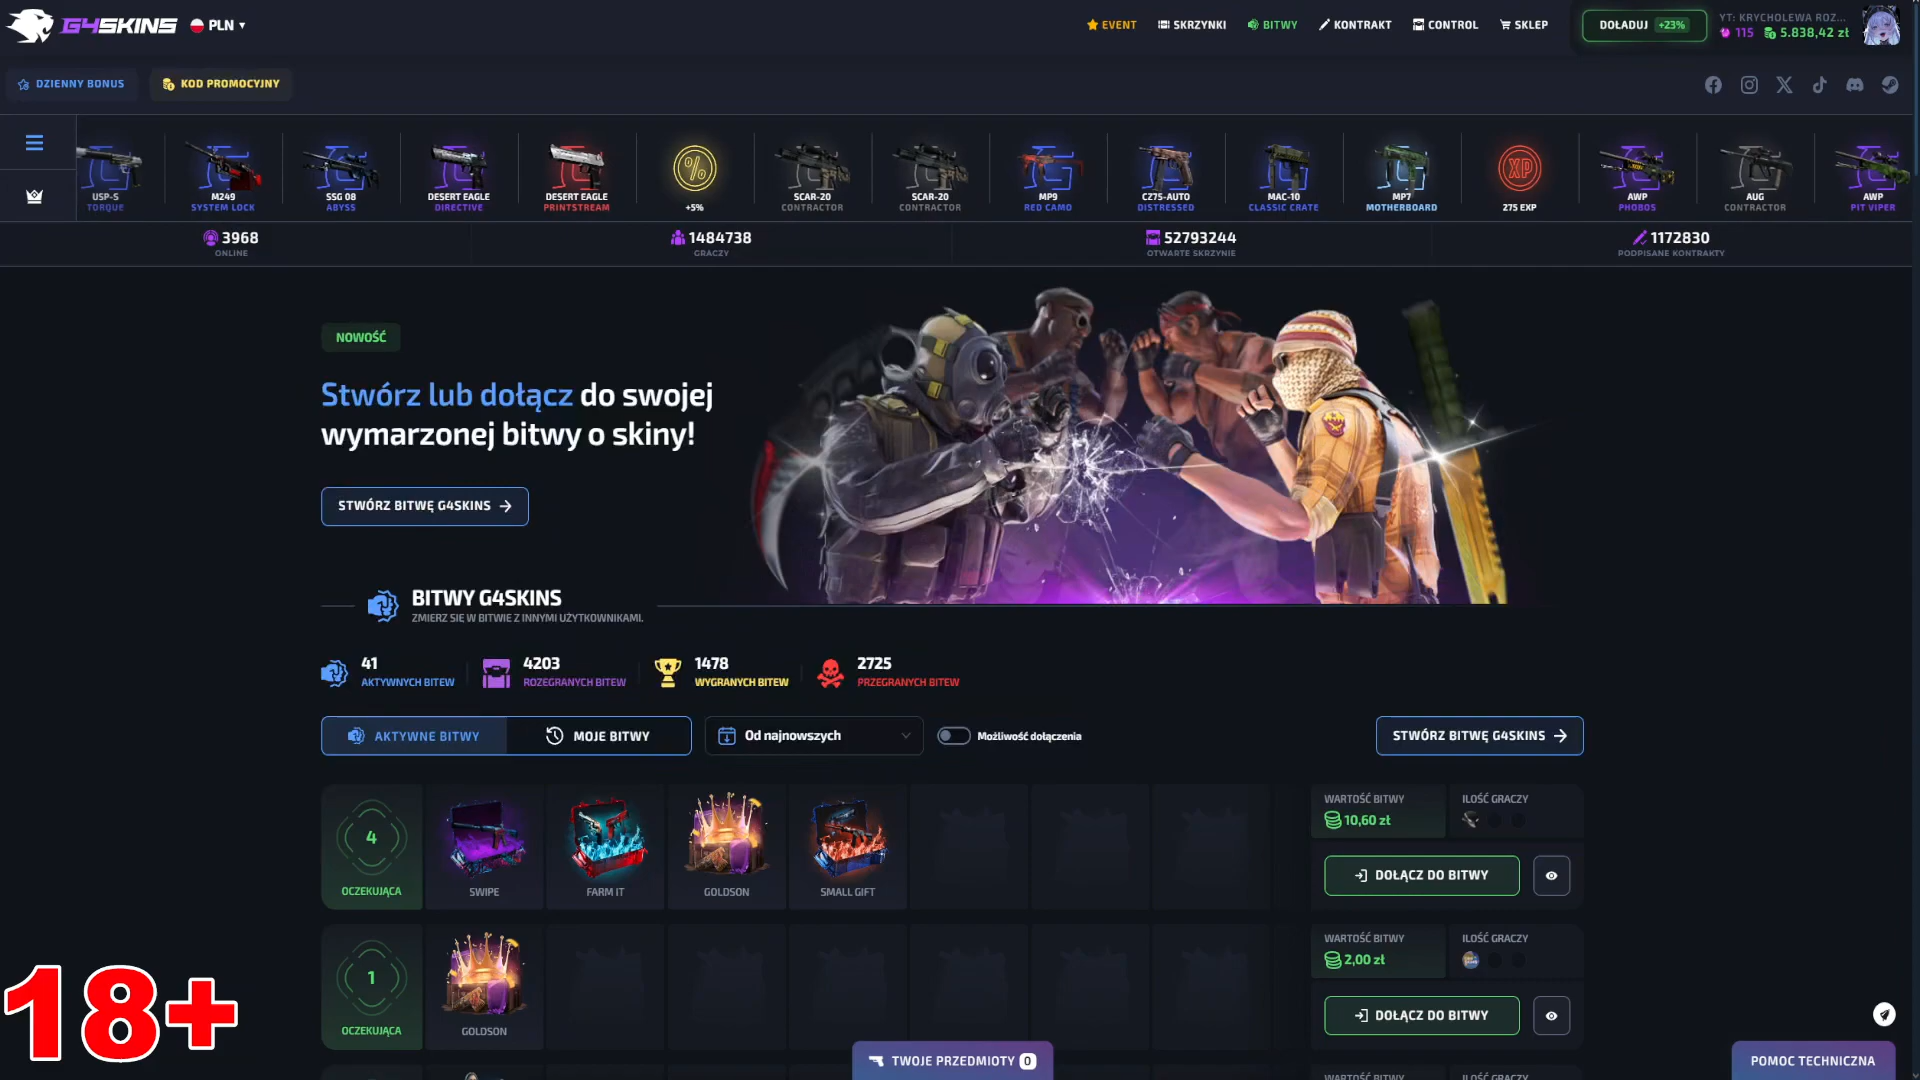 G4SKINS
PLN
EVENT
SKRZYNKI
BITWY
KONTRAKT
CONTROL
SKLEP
DOŁADUJ +23%
YT: KRYCHOLEWA ROZ...
115 5.838,42 zł
DZIENNY BONUS
KOD PROMOCYJNY
USP-S
TORQUE
M249
SYSTEM LOCK
SSG 08
ABYSS
DESERT EAGLE
DIRECTIVE
DESERT EAGLE
PRINTSTREAM
%
+5%
SCAR-20
CONTRACTOR
SCAR-20
CONTRACTOR
MP9
RED CAMO
CZ75-AUTO
DISTRESSED
MAC-10
CLASSIC CRATE
MP7
MOTHERBOARD
XP
275 EXP
AWP
PHOBOS
AUG
CONTRACTOR
AWP
PIT VIPER
3968
ONLINE
1484738
GRACZY
52793244
OTWARTE SKRZYNIE
1172830
PODPISANE KONTRAKTY
NOWOŚĆ
Stwórz lub dołącz do swojej
wymarzonej bitwy o skiny!
STWÓRZ BITWĘ G4SKINS
BITWY G4SKINS
ZMIERZ SIĘ W BITWIE Z INNYMI UŻYTKOWNIKAMI.
41
AKTYWNYCH BITEW
4203
ROZEGRANYCH BITEW
1478
WYGRANYCH BITEW
2725
PRZEGRANYCH BITEW
AKTYWNE BITWY
MOJE BITWY
Od najnowszych
Możliwość dołączenia
STWÓRZ BITWĘ G4SKINS
4
OCZEKUJĄCA
SWIPE
FARM IT
GOLDSON
SMALL GIFT
WARTOŚĆ BITWY
10,60 zł
ILOŚĆ GRACZY
DOŁĄCZ DO BITWY
1
OCZEKUJĄCA
GOLDSON
WARTOŚĆ BITWY
2,00 zł
ILOŚĆ GRACZY
DOŁĄCZ DO BITWY
18+
TWOJE PRZEDMIOTY 0
WARTOŚĆ BITWY
ILOŚĆ GRACZY
POMOC TECHNICZNA